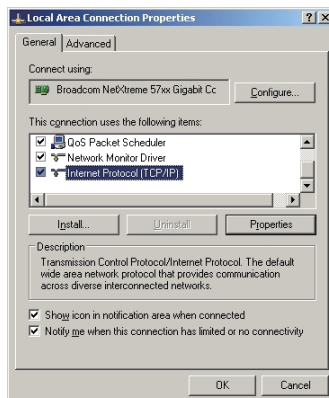 Local Area Connection Properties
General
Advanced
Connect using:
Broadcom NetXtreme 57xx Gigabit Cc
Configure...
This connection uses the following items:
QoS Packet Scheduler
Network Monitor Driver
Internet Protocol (TCP/IP)
Install...
Uninstall
Properties
Description
Transmission Control Protocol/Internet Protocol. The default
wide area network protocol that provides communication
across diverse interconnected networks.
Show icon in notification area when connected
Notify me when this connection has limited or no connectivity
OK
Cancel